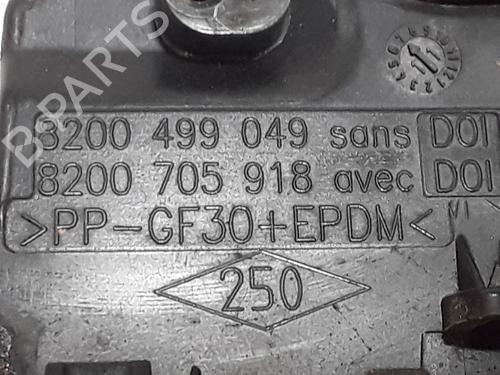 8200 499 049 sans DOI
8200 705 918 avec DOI
>PP-GF30+EPDM<
250
B-PARTS